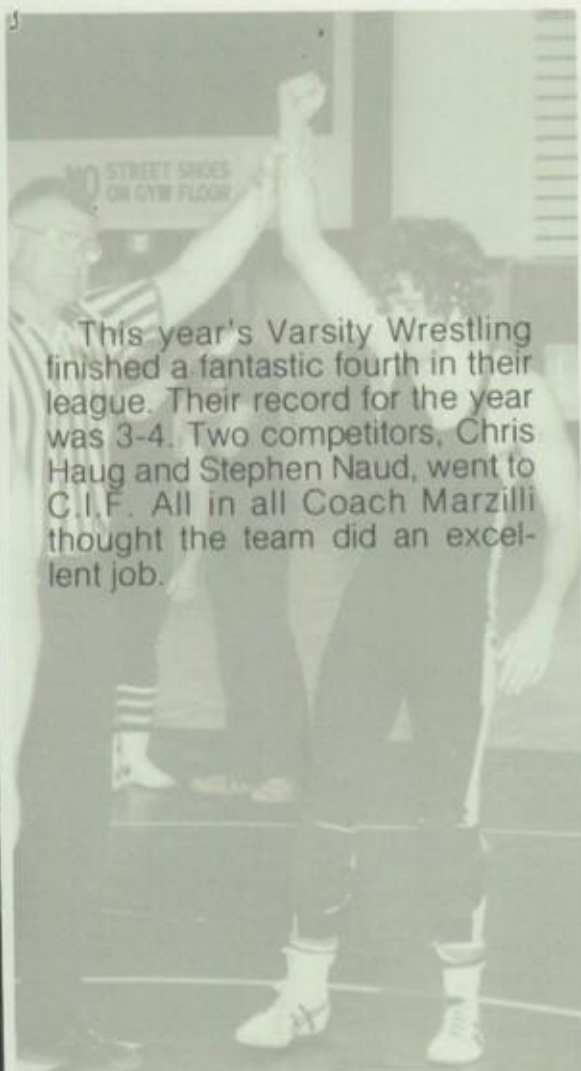 NO STREET SHOES
ON GYM FLOOR
This year's Varsity Wrestling
finished a fantastic fourth in their
league. Their record for the year
was 3-4. Two competitors, Chris
Haug and Stephen Naud, went to
C.I.F. All in all Coach Marzilli
thought the team did an excel-
lent job.